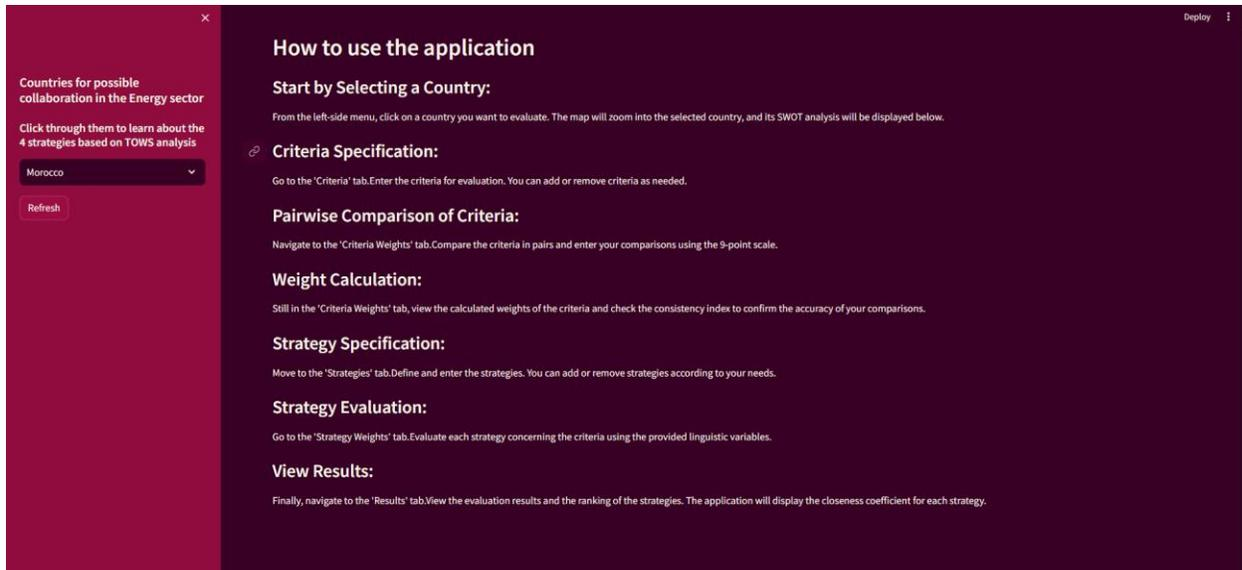 Countries for possible
collaboration in the Energy sector
Click through them to learn about the
4 strategies based on TOWS analysis
Morocco
Refresh
Deploy
How to use the application
Start by Selecting a Country:
From the left-side menu, click on a country you want to evaluate. The map will zoom into the selected country, and its SWOT analysis will be displayed below.
Criteria Specification:
Go to the 'Criteria' tab.Enter the criteria for evaluation. You can add or remove criteria as needed.
Pairwise Comparison of Criteria:
Navigate to the 'Criteria Weights' tab.Compare the criteria in pairs and enter your comparisons using the 9-point scale.
Weight Calculation:
Still in the 'Criteria Weights' tab, view the calculated weights of the criteria and check the consistency index to confirm the accuracy of your comparisons.
Strategy Specification:
Move to the 'Strategies' tab.Define and enter the strategies. You can add or remove strategies according to your needs.
Strategy Evaluation:
Go to the 'Strategy Weights' tab.Evaluate each strategy concerning the criteria using the provided linguistic variables.
View Results:
Finally, navigate to the 'Results' tab.View the evaluation results and the ranking of the strategies. The application will display the closeness coefficient for each strategy.